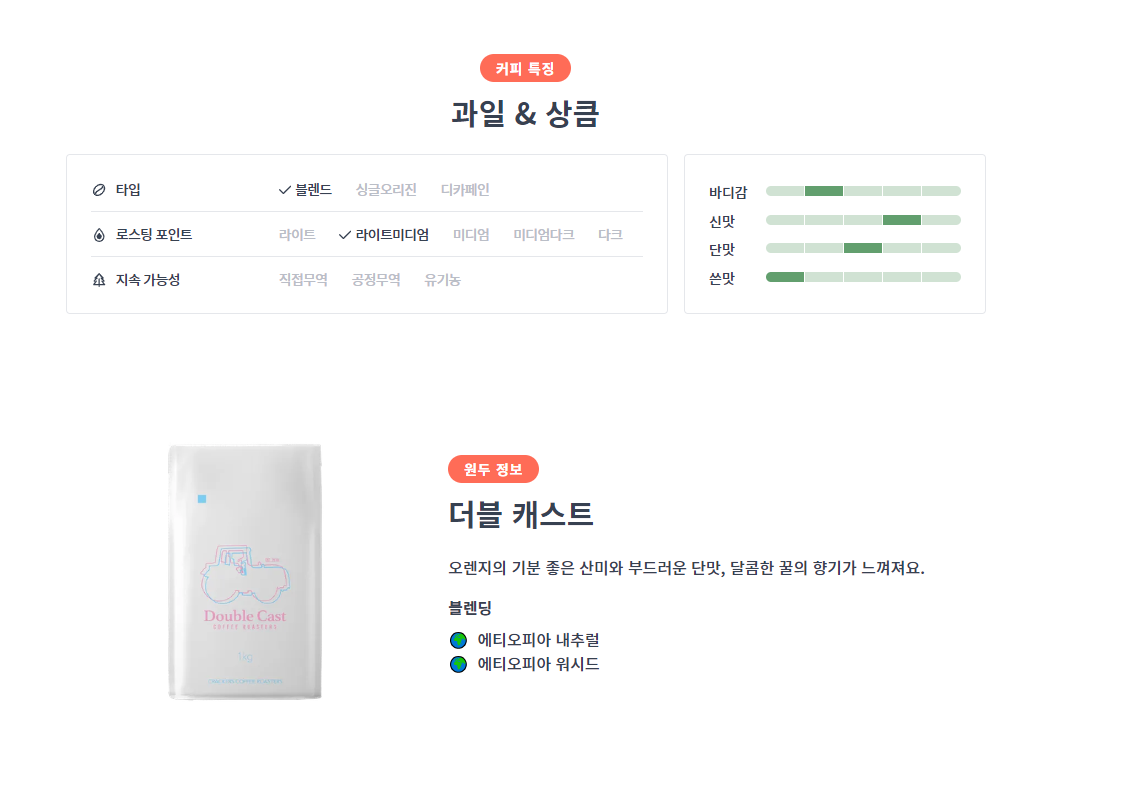 커피 특징
과일 & 상큼
타입 블렌드 싱글오리진 디카페인
로스팅 포인트 라이트 라이트미디엄 미디엄 미디엄다크 다크
지속 가능성 직접무역 공정무역 유기농
바디감
신맛
단맛
쓴맛
원두 정보
더블 캐스트
오렌지의 기분 좋은 산미와 부드러운 단맛, 달콤한 꿀의 향기가 느껴져요.
블렌딩
에티오피아 내추럴
에티오피아 워시드
Double Cast
COFFEE ROASTERS
1kg